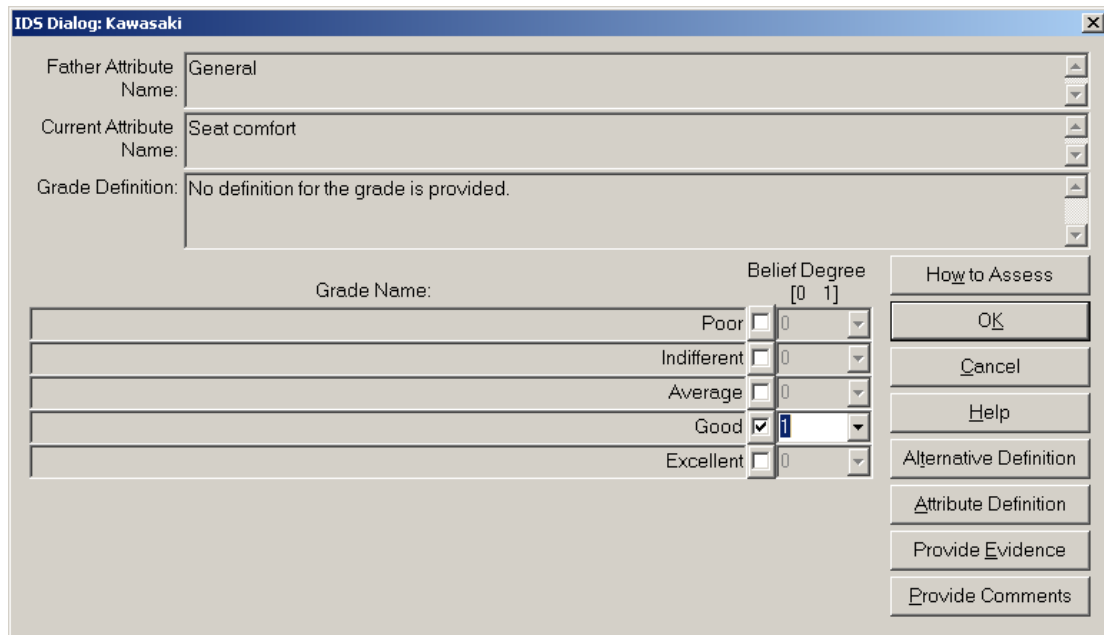 IDS Dialog: Kawasaki
Father Attribute Name:
General
Current Attribute Name:
Seat comfort
Grade Definition:
No definition for the grade is provided.
Grade Name:
Belief Degree
[0 1]
Poor 0
Indifferent 0
Average 0
Good 1
Excellent 0
How to Assess
OK
Cancel
Help
Alternative Definition
Attribute Definition
Provide Evidence
Provide Comments